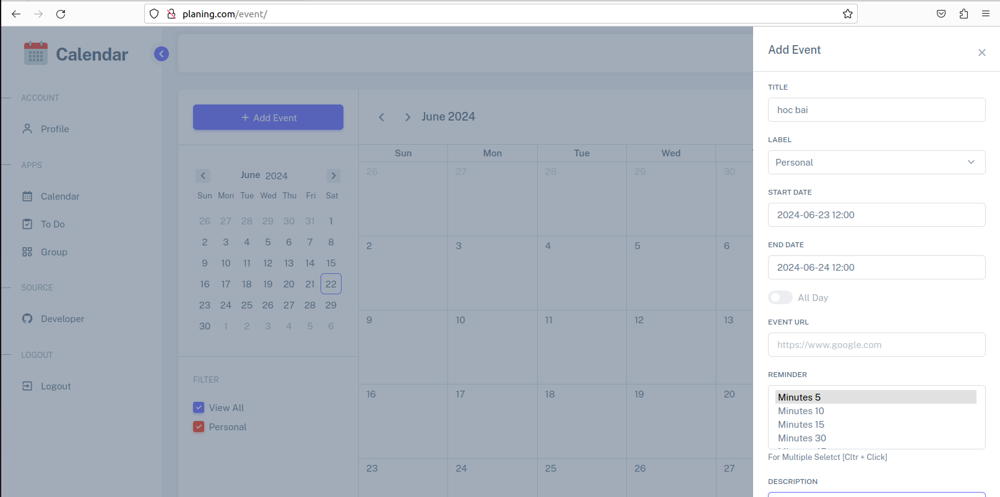 planing.com/event/
Calendar
ACCOUNT
Profile
APPS
Calendar
To Do
Group
SOURCE
Developer
LOGOUT
Logout
+ Add Event
June 2024
Sun Mon Tue Wed Thu Fri Sat
26 27 28 29 30 31 1
2 3 4 5 6 7 8
9 10 11 12 13 14 15
16 17 18 19 20 21 22
23 24 25 26 27 28 29
30 1 2 3 4 5 6
FILTER
View All
Personal
June 2024
Sun Mon Tue Wed
26 27 28 29 30
2 3 4 5 6
9 10 11 12 13
16 17 18 19 20
23 24 25 26 27
Add Event
TITLE
hoc bai
LABEL
Personal
START DATE
2024-06-23 12:00
END DATE
2024-06-24 12:00
All Day
EVENT URL
https://www.google.com
REMINDER
Minutes 5
Minutes 10
Minutes 15
Minutes 30
For Multiple Seletct [Cltr + Click]
DESCRIPTION